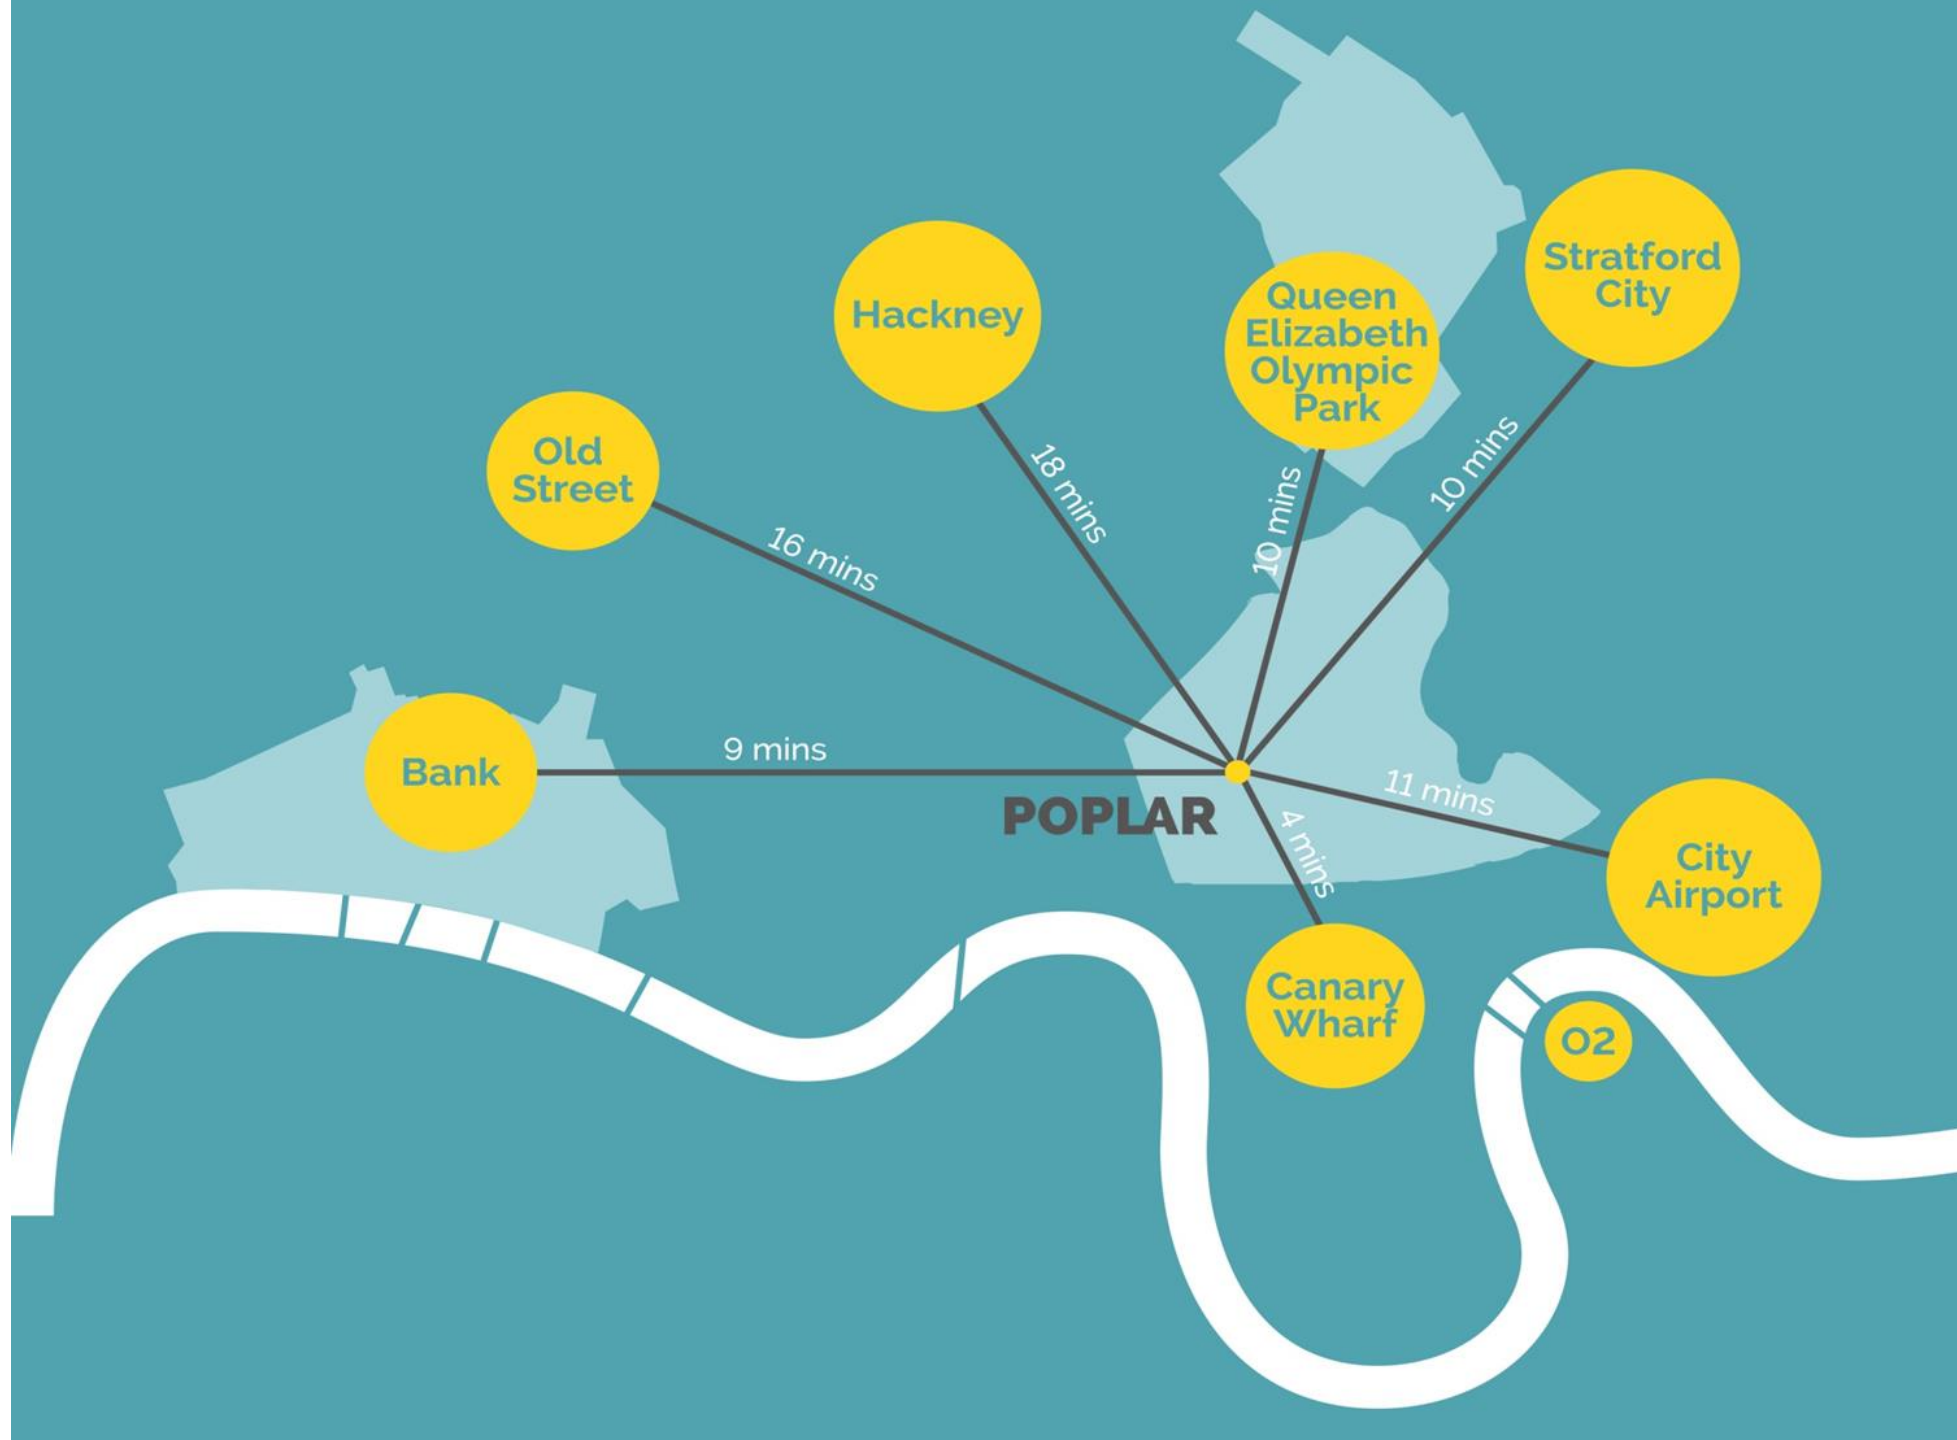 Stratford
City
Hackney
Queen
Elizabeth
Olympic
Park
Old
Street
18 mins
10 mins
10 mins
16 mins
Bank
9 mins
POPLAR
11 mins
4 mins
City
Airport
Canary
Wharf
O2